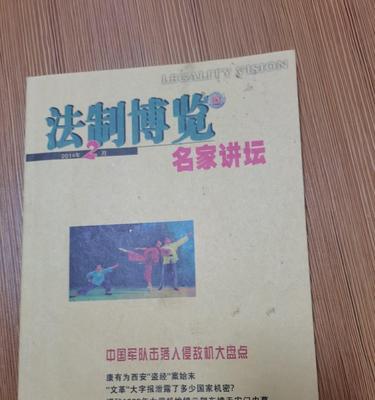 LEGALITY VISION
法制博览
2014年2月
名家讲坛
中国军队击落入侵敌机大盘点
康有为西安“盗经”案始末
“文革”大字报泄露了多少国家机密?